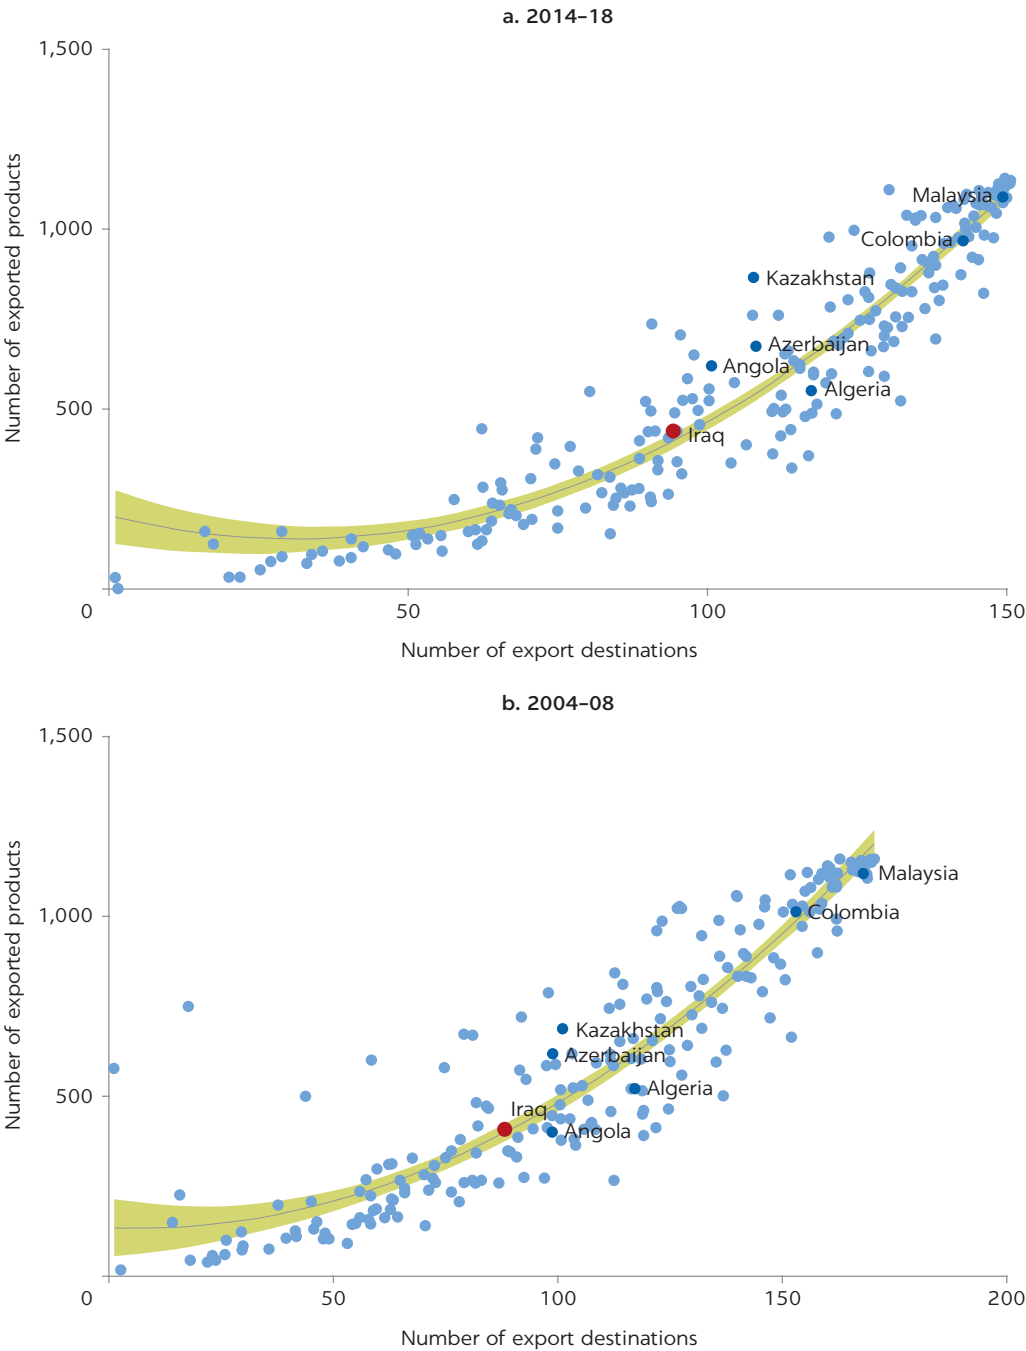 a. 2014–18
1,500
1,000
500
0
50
100
150
Number of exported products
Number of export destinations
Malaysia
Colombia
Kazakhstan
Azerbaijan
Angola
Algeria
Iraq
b. 2004–08
1,500
1,000
500
0
50
100
150
200
Number of exported products
Number of export destinations
Malaysia
Colombia
Kazakhstan
Azerbaijan
Algeria
Iraq
Angola